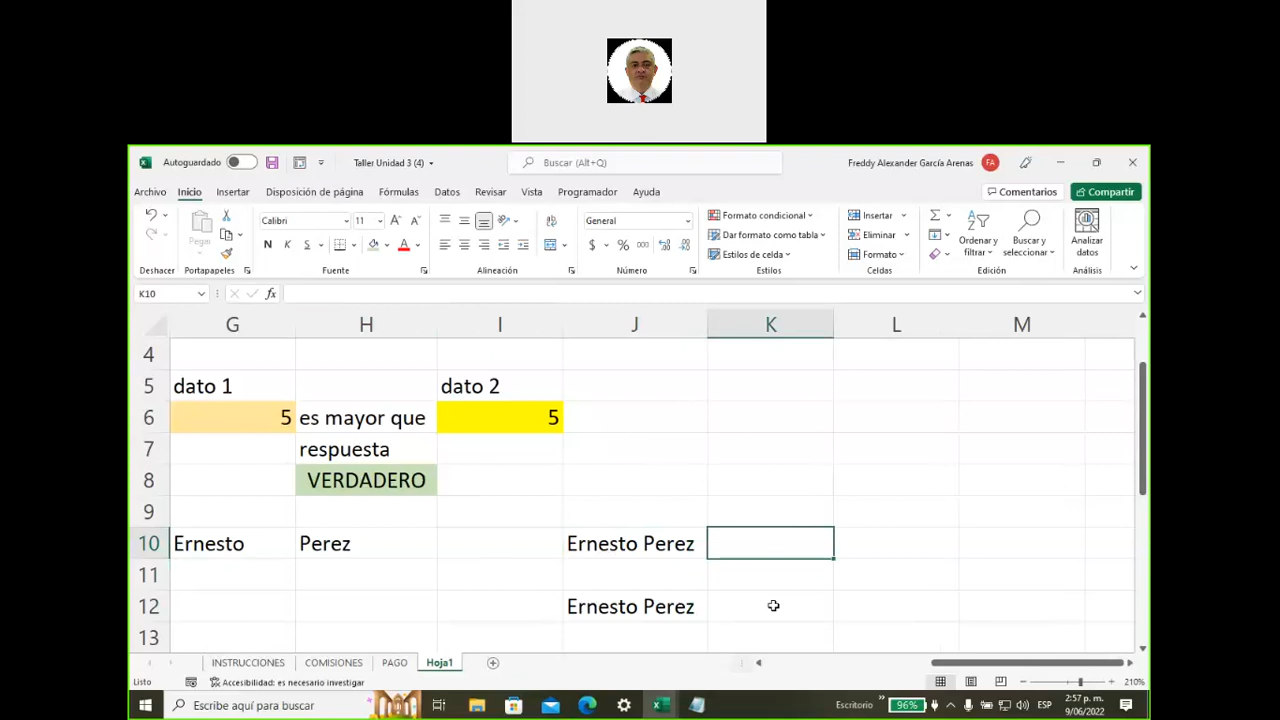 Autoguardado
Taller Unidad 3 (4)
Buscar (Alt+Q)
Freddy Alexander García Arenas
FA
Archivo Inicio Insertar Disposición de página Fórmulas Datos Revisar Vista Programador Ayuda
Comentarios
Compartir
Pegar
Calibri 11
N K S
General
$ % 000
Formato condicional
Dar formato como tabla
Estilos de celda
Insertar
Eliminar
Formato
Ordenar y filtrar
Buscar y seleccionar
Analizar datos
Deshacer Portapapeles Fuente Alineación Número Estilos Celdas Edición Análisis
K10 fx
G H I J K L M
4
5 dato 1 dato 2
6 5 es mayor que 5
7 respuesta
8 VERDADERO
9
10 Ernesto Perez Ernesto Perez
11
12 Ernesto Perez
13
INSTRUCCIONES COMISIONES PAGO Hoja1
Listo Accesibilidad: es necesario investigar 210%
Escribe aquí para buscar
Escritorio
96%
ESP
2:57 p. m.
9/06/2022